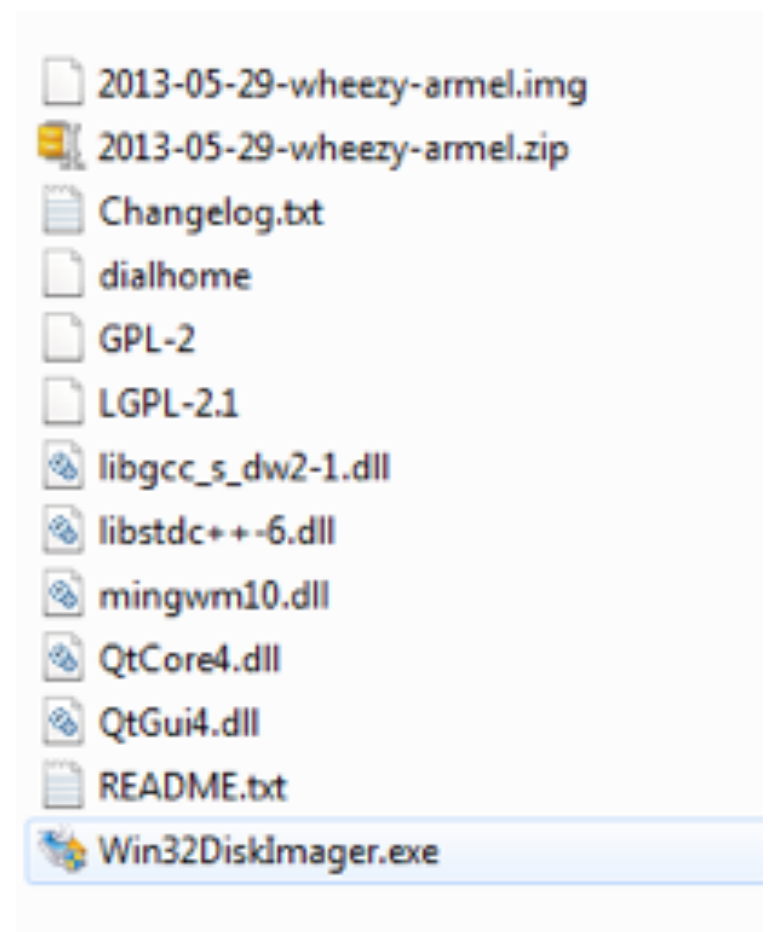 2013-05-29-wheezy-armel.img
2013-05-29-wheezy-armel.zip
Changelog.txt
dialhome
GPL-2
LGPL-2.1
libgcc_s_dw2-1.dll
libstdc++-6.dll
mingwm10.dll
QtCore4.dll
QtGui4.dll
README.txt
Win32DiskImager.exe